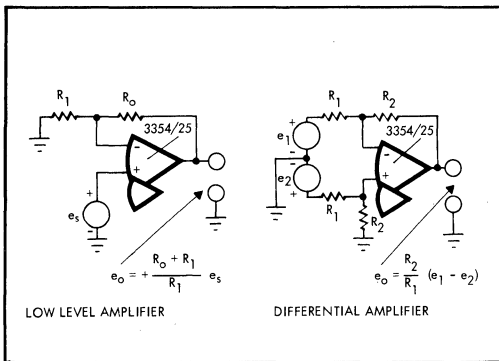 R1
Ro
3354/25
-
+
+
es
-
eo = + (Ro + R1)/R1 es
LOW LEVEL AMPLIFIER
R1
R2
+
e1
-
3354/25
-
+
-
e2
+
R1
R2
eo = R2/R1 (e1 - e2)
DIFFERENTIAL AMPLIFIER